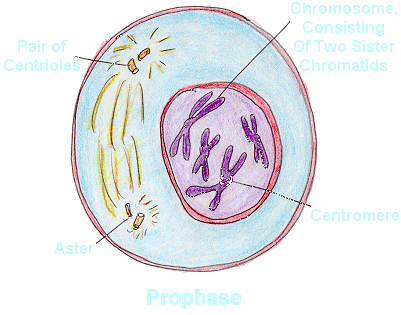 Chromosome,
Consisting
Of Two Sister
Chromatids
Pair of
Centrioles
Centromere
Aster
Prophase